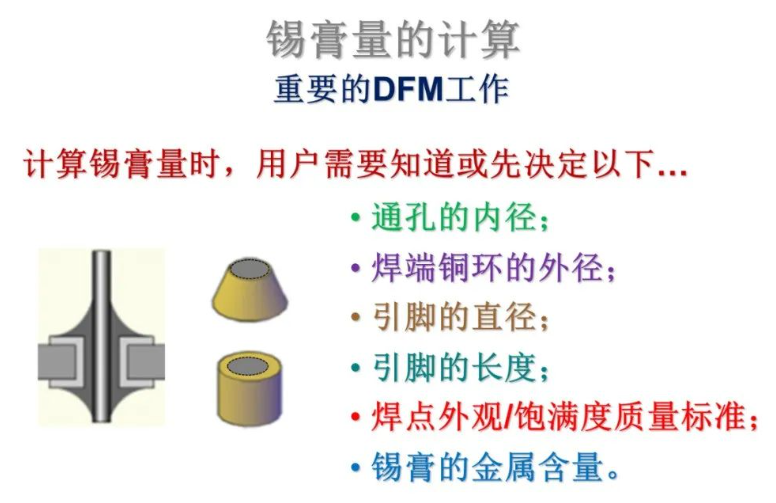 锡膏量的计算
重要的DFM工作
计算锡膏量时，用户需要知道或先决定以下...
• 通孔的内径；
• 焊端铜环的外径；
• 引脚的直径；
• 引脚的长度；
• 焊点外观/饱满度质量标准；
• 锡膏的金属含量。